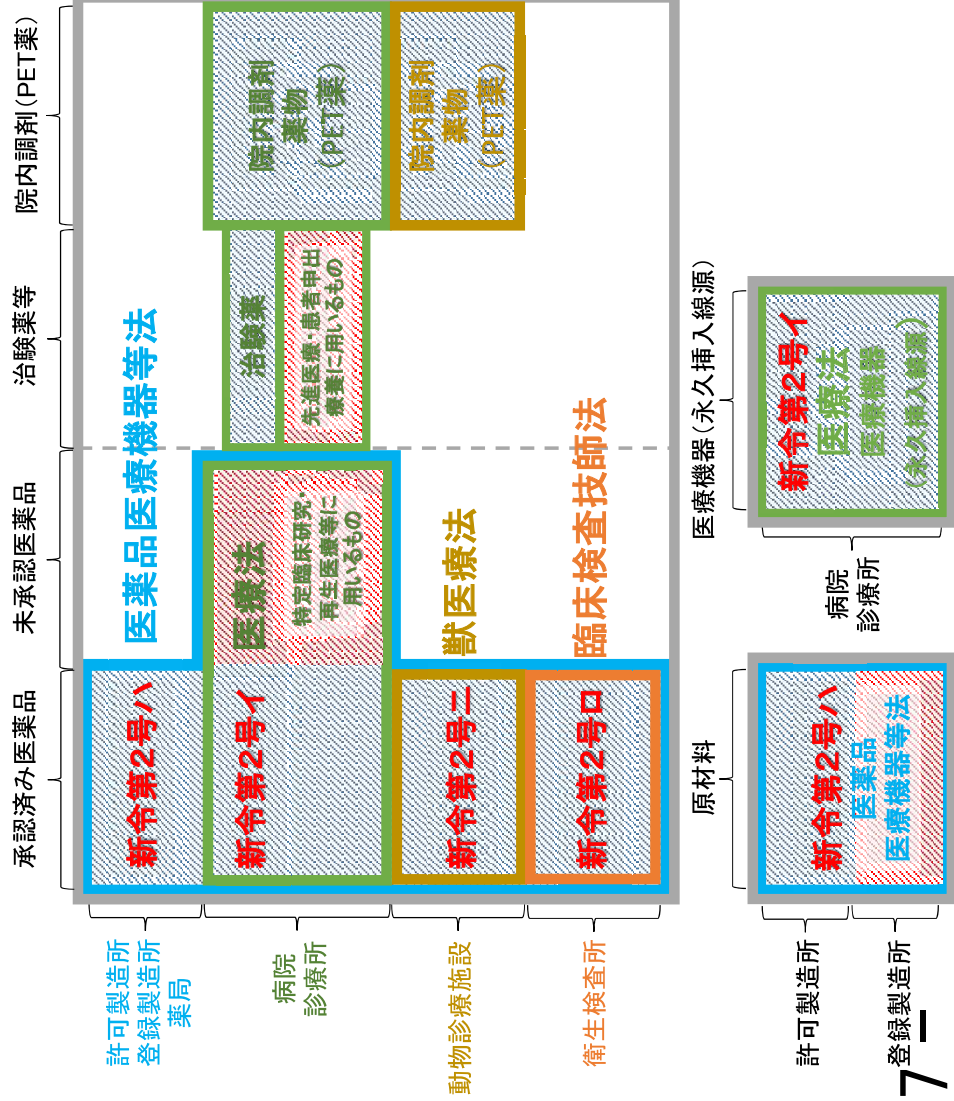 承認済み医薬品
未承認医薬品
治験薬等
院内調剤(PET薬)
許可製造所
登録製造所
薬局
病院
診療所
動物診療施設
衛生検査所
新令第2号ハ
医薬品医療機器等法
新令第2号イ
医療法
特定臨床研究・
再生医療等に
用いるもの
治験薬
先進医療・患者申出
療養に用いるもの
院内調剤
薬物
(PET薬)
新令第2号ニ
獣医療法
院内調剤
薬物
(PET薬)
新令第2号ロ
臨床検査技師法
原材料
許可製造所
登録製造所
新令第2号ハ
医薬品
医療機器等法
医療機器(永久挿入線源)
病院
診療所
新令第2号イ
医療法
医療機器
(永久挿入線源)
7